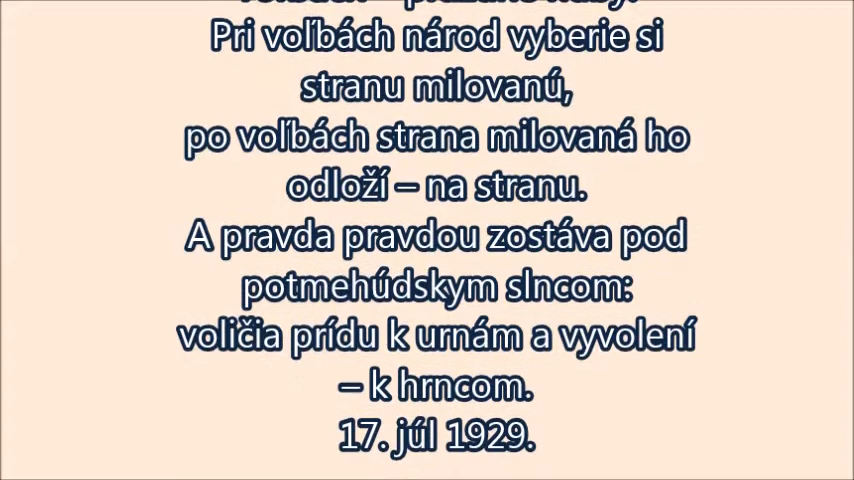 Pri voľbách národ vyberie si
stranu milovanú,
po voľbách strana milovaná ho
odloží – na stranu.
A pravda pravdou zostáva pod
potmehúdskym slncom:
voličia prídu k urnám a vyvolení
– k hrncom.
17. júl 1929.